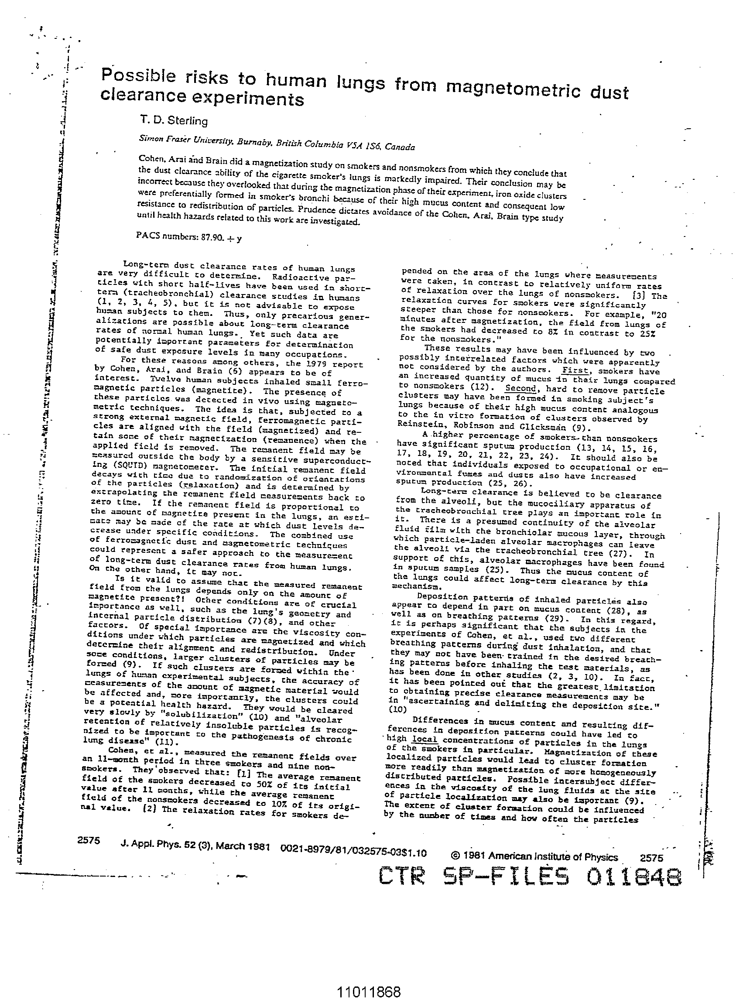 Possible risks to human lungs from magnetometric dust
clearance experiments
T. D. Sterling
Simon Fraser University, Burnaby, British Columbia V5A 1S6, Canada
Cohen, Arai and Brain did a magnetization study on smokers and nonsmokers from which they conclude that
the dust clearance ability of the cigarette smoker's lungs is markedly impaired. Their conclusion may be
incorrect because they overlooked that during the magnetization phase of their experiment, iron oxide clusters
were preferentially formed in smoker's bronchi because of their high mucus content and consequent low
resistance to redistribution of particles. Prudence dictates avoidance of the Cohen, Arai, Brain type study
until health hazards related to this work are investigated.
PACS numbers: 87.90. + y
Long-term dust clearance rates of human lungs
are very difficult to determine. Radioactive par-
ticles with short half-lives have been used in short-
term (tracheobronchial) clearance studies in humans
(1, 2, 3, 4, 5), but it is not advisable to expose
human subjects to them. Thus, only precarious gener-
alizations are possible about long-term clearance
rates of normal human lungs. Yet such data are
potentially important parameters for determination
of safe dust exposure levels in many occupations.
For these reasons among others, the 1979 report
by Cohen, Arai, and Brain (6) appears to be of
interest. Twelve human subjects inhaled small ferro-
magnetic particles (magnetite). The presence of
these particles was detected in vivo using magneto-
metric techniques. The idea is that, subjected to a
strong external magnetic field, ferromagnetic parti-
cles are aligned with the field (magnetized) and re-
tain some of their magnetization (remanence) when the
applied field is removed. The remanent field may be
measured outside the body by a sensitive superconduct-
ing (SQUID) magnetometer. The initial remanent field
decays with time due to randomization of orientations
of the particles (relaxation) and is determined by
extrapolating the remanent field measurements back to
zero time. If the remanent field is proportional to
the amount of magnetite present in the lungs, an esti-
mate may be made of the rate at which dust levels de-
crease under specific conditions. The combined use
of ferromagnetic dust and magnetometric techniques
could represent a safer approach to the measurement
of long-term dust clearance rates from human lungs.
On the other hand, it may not.
Is it valid to assume that the measured remanent
field from the lungs depends only on the amount of
magnetite present?! Other conditions are of crucial
importance as well, such as the lung's geometry and
internal particle distribution (7)(8), and other
factors. Of special importance are the viscosity con-
ditions under which particles are magnetized and which
determine their alignment and redistribution. Under
some conditions, larger clusters of particles may be
formed (9). If such clusters are formed within the
lungs of human experimental subjects, the accuracy of
measurements of the amount of magnetic material would
be affected and, more importantly, the clusters could
be a potential health hazard. They would be cleared
very slowly by "solubilization" (10) and "alveolar
retention of relatively insoluble particles is recog-
nized to be important to the pathogenesis of chronic
lung disease" (11).
Cohen, et al., measured the remanent fields over
an 11-month period in three smokers and nine non-
smokers. They observed that: [1] The average remanent
field of the smokers decreased to 50% of its initial
value after 11 months, while the average remanent
field of the nonsmokers decreased to 10% of its origi-
nal value. [2] The relaxation rates for smokers de-
pended on the area of the lungs where measurements
were taken, in contrast to relatively uniform rates
of relaxation over the lungs of nonsmokers. [3] The
relaxation curves for smokers were significantly
steeper than those for nonsmokers. For example, "20
minutes after magnetization, the field from lungs of
the smokers had decreased to 8% in contrast to 25%
for the nonsmokers."
These results may have been influenced by two
possibly interrelated factors which were apparently
not considered by the authors. First, smokers have
an increased quantity of mucus in their lungs compared
to nonsmokers (12). Second, hard to remove particle
clusters may have been formed in smoking subject's
lungs because of their high mucus content analogous
to the in vitro formation of clusters observed by
Reinstein, Robinson and Glicksman (9).
A higher percentage of smokers than nonsmokers
have significant sputum production (13, 14, 15, 16,
17, 18, 19, 20, 21, 22, 23, 24). It should also be
noted that individuals exposed to occupational or en-
vironmental fumes and dusts also have increased
sputum production (25, 26).
Long-term clearance is believed to be clearance
from the alveoli, but the mucociliary apparatus of
the tracheobronchial tree plays an important role in
it. There is a presumed continuity of the alveolar
fluid film with the bronchiolar mucous layer, through
which particle-laden alveolar macrophages can leave
the alveoli via the tracheobronchial tree (27). In
support of this, alveolar macrophages have been found
in sputum samples (25). Thus the mucus content of
the lungs could affect long-term clearance by this
mechanism.
Deposition patterns of inhaled particles also
appear to depend in part on mucus content (28), as
well as on breathing patterns (29). In this regard,
it is perhaps significant that the subjects in the
experiments of Cohen, et al., used two different
breathing patterns during dust inhalation, and that
they may not have been trained in the desired breath-
ing patterns before inhaling the test materials, as
has been done in other studies (2, 3, 10). In fact,
it has been pointed out that the greatest limitation
to obtaining precise clearance measurements may be
in "ascertaining and delimiting the deposition site."
(10)
Differences in mucus content and resulting dif-
ferences in deposition patterns could have led to
high local concentrations of particles in the lungs
of the smokers in particular. Magnetization of these
localized particles would lead to cluster formation
more readily than magnetization of more homogeneously
distributed particles. Possible intersubject differ-
ences in the viscosity of the lung fluids at the site
of particle localization may also be important (9).
The extent of cluster formation could be influenced
by the number of times and how often the particles
2575 J. Appl. Phys. 52 (3), March 1981 0021-8979/81/032575-03$1.10 © 1981 American Institute of Physics 2575
CTR SP-FILES 011848
11011868